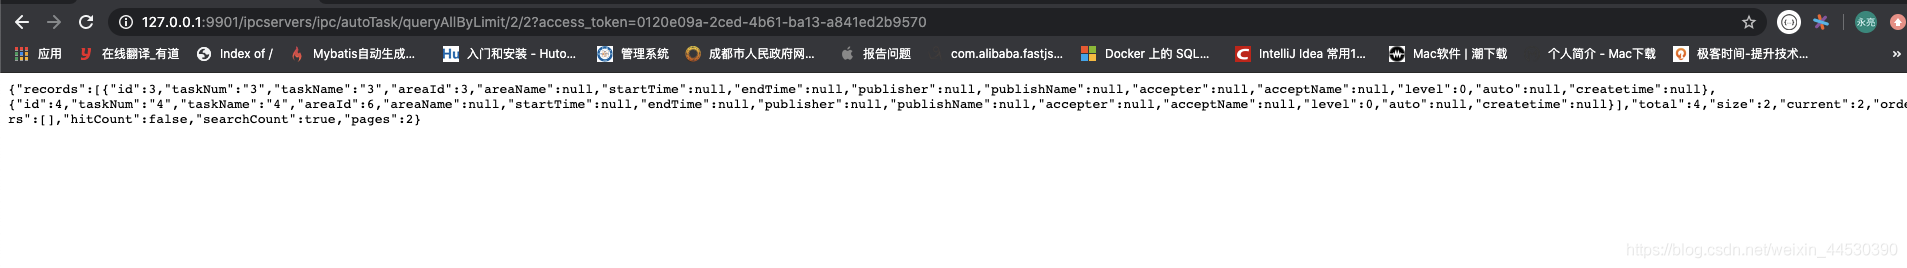 127.0.0.1:9901/ipcservers/ipc/autoTask/queryAllByLimit/2/2?access_token=0120e09a-2ced-4b61-ba13-a841ed2b9570
永亮
应用 在线翻译_有道 Index of / Mybatis自动生成... Hu 入门和安装 – Huto... 管理系统 成都市人民政府网... 报告问题 com.alibaba.fastjs... Docker 上的 SQL... C IntelliJ Idea 常用1... Mac软件 | 潮下载 个人简介 – Mac下载 极客时间-提升技术... »
{"records":[{"id":3,"taskNum":"3","taskName":"3","areaId":3,"areaName":null,"startTime":null,"endTime":null,"publisher":null,"publishName":null,"accepter":null,"acceptName":null,"level":0,"auto":null,"createtime":null},
{"id":4,"taskNum":"4","taskName":"4","areaId":6,"areaName":null,"startTime":null,"endTime":null,"publisher":null,"publishName":null,"accepter":null,"acceptName":null,"level":0,"auto":null,"createtime":null}],"total":4,"size":2,"current":2,"orde
rs":[],"hitCount":false,"searchCount":true,"pages":2}
https://blog.csdn.net/weixin_44530390